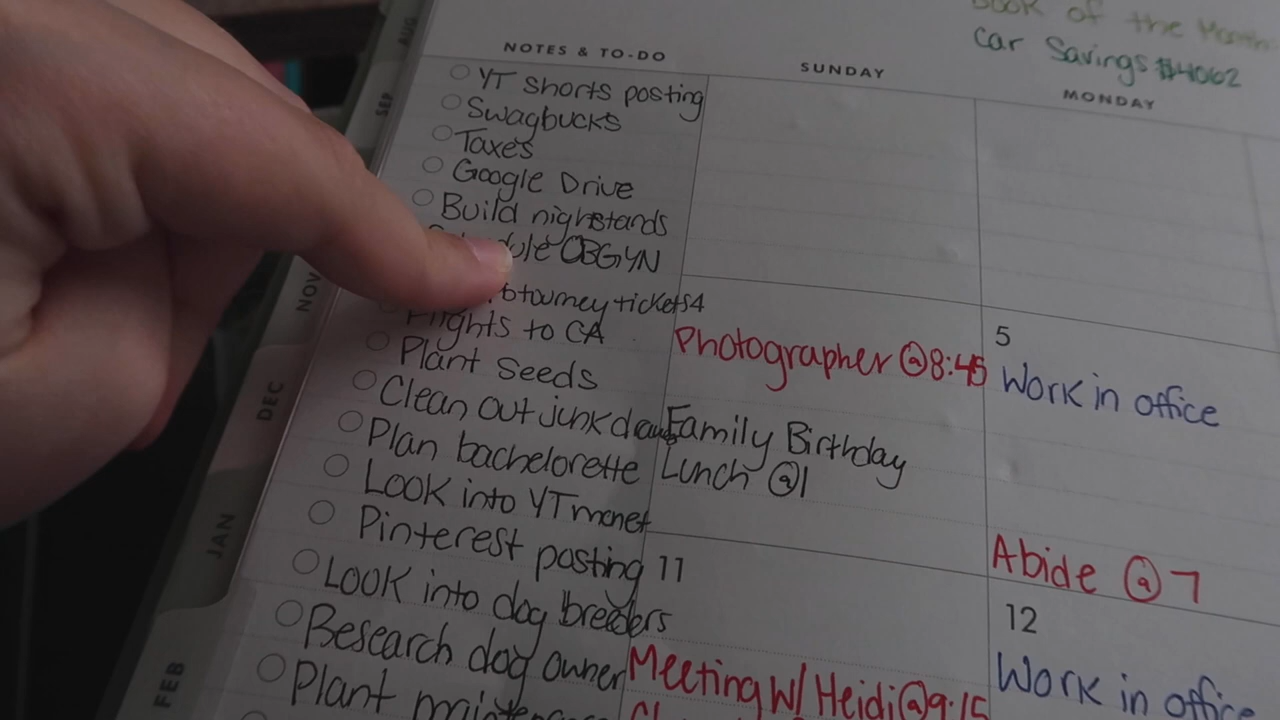 Book of the Month
Car Savings $4062
AUG
SEP
NOV
DEC
JAN
FEB
NOTES & TO-DO
YT Shorts posting
Swagbucks
Taxes
Google Drive
Build nighstands
OBGYN
tourney tickets
Flights to CA
Plant Seeds
Clean out junk
Plan bachelorette
Look into YT monet
Pinterest posting
Look into dog breeders
Research dog owner
Plant
SUNDAY
4
Photographer @8:45
Family Birthday
Lunch @1
11
Meeting W/ Heidi @9:15
MONDAY
5
Work in office
Abide @7
12
Work in office